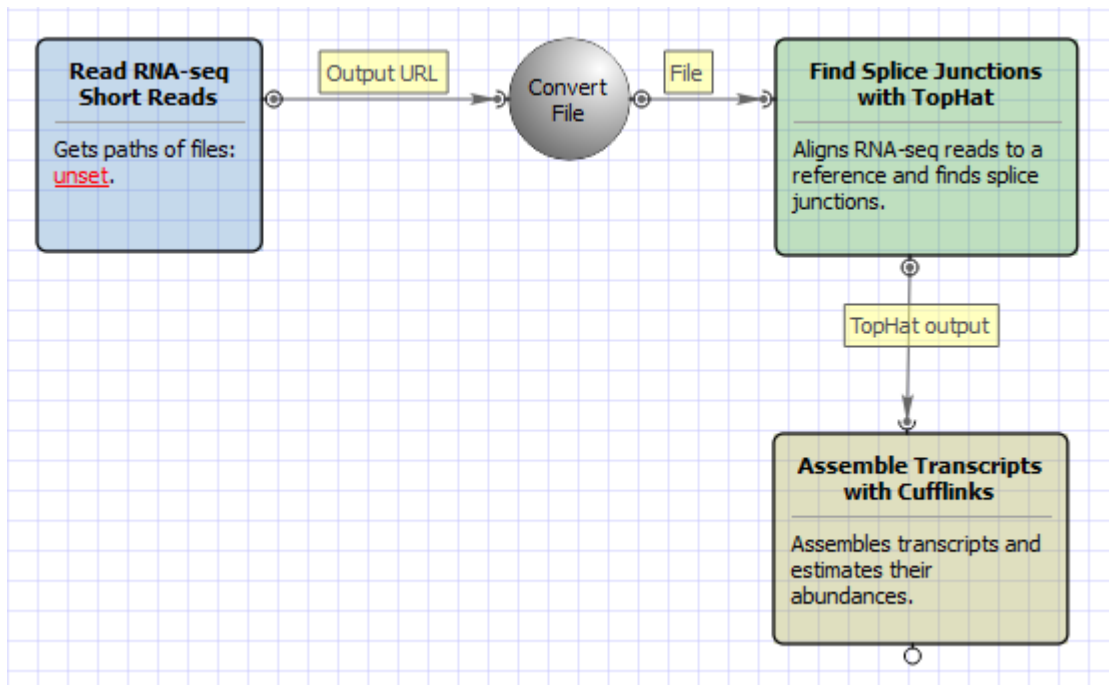 Read RNA-seq
Short Reads
Gets paths of files:
unset.
Output URL
Convert
File
File
Find Splice Junctions
with TopHat
Aligns RNA-seq reads to a
reference and finds splice
junctions.
TopHat output
Assemble Transcripts
with Cufflinks
Assembles transcripts and
estimates their
abundances.